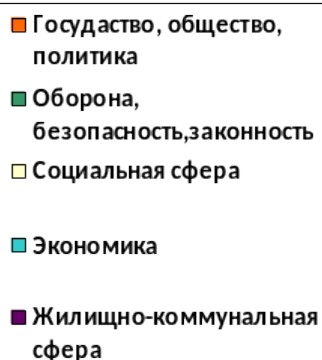 Государство, общество,
политика
Оборона,
безопасность,законность
Социальная сфера
Экономика
Жилищно-коммунальная
сфера